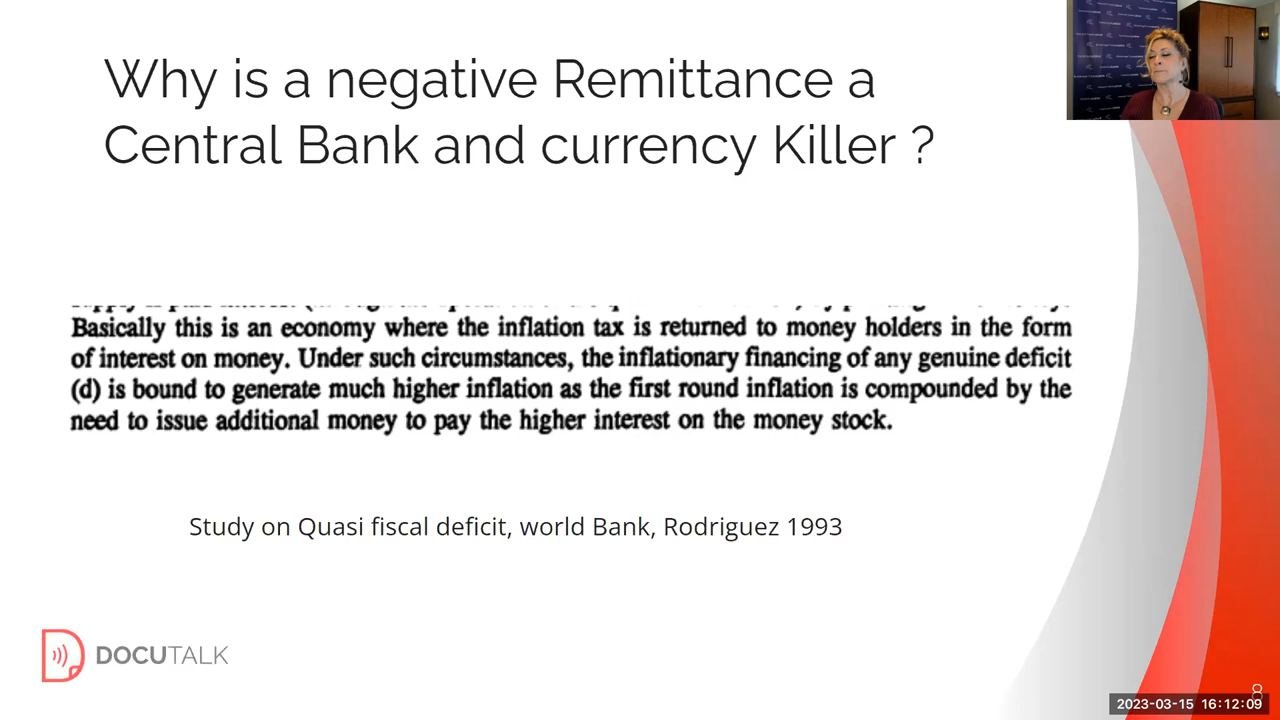 Why is a negative Remittance a
Central Bank and currency Killer ?
Basically this is an economy where the inflation tax is returned to money holders in the form
of interest on money. Under such circumstances, the inflationary financing of any genuine deficit
(d) is bound to generate much higher inflation as the first round inflation is compounded by the
need to issue additional money to pay the higher interest on the money stock.
Study on Quasi fiscal deficit, world Bank, Rodriguez 1993
DOCUTALK
8
2023-03-15 16:12:09